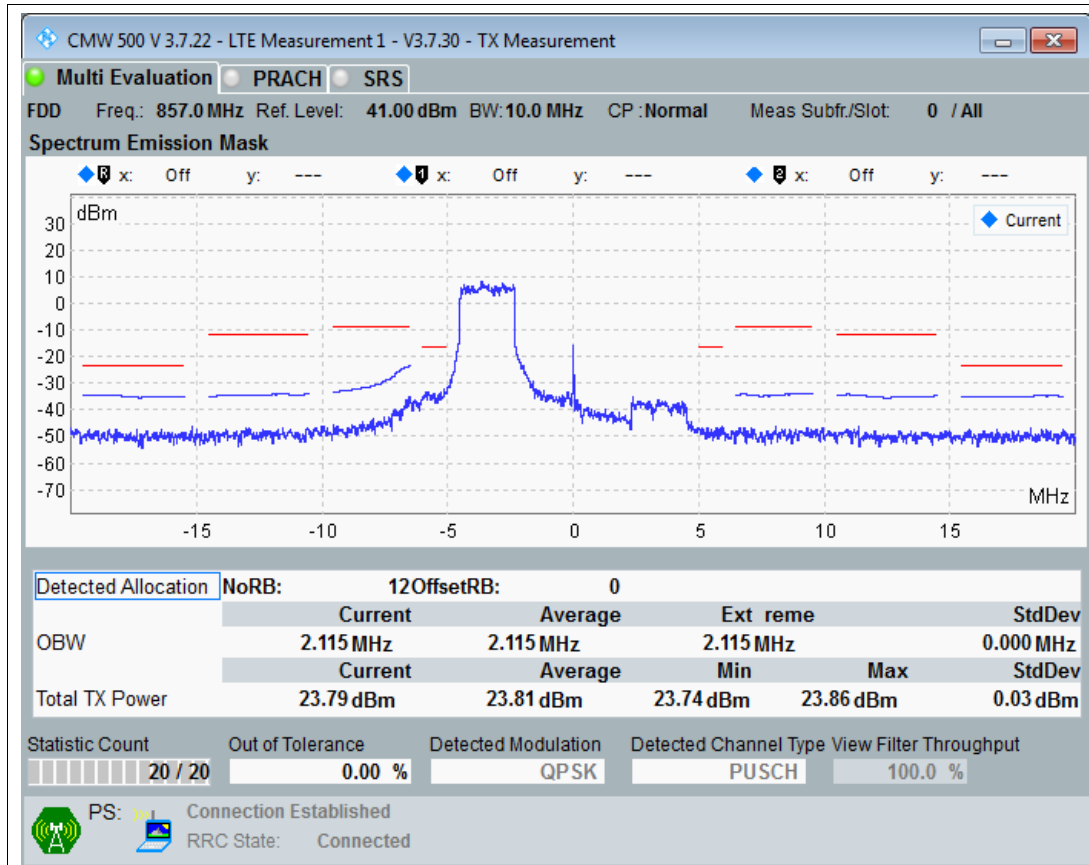 CMW 500 V 3.7.22 - LTE Measurement 1 - V3.7.30 - TX Measurement
Multi Evaluation PRACH SRS
FDD Freq.: 857.0 MHz Ref. Level: 41.00 dBm BW: 10.0 MHz CP : Normal Meas Subfr./Slot: 0 / All
Spectrum Emission Mask
R x: Off y: --- 1 x: Off y: --- 2 x: Off y: ---
dBm
Current
30
20
10
0
-10
-20
-30
-40
-50
-60
-70
MHz
-15 -10 -5 0 5 10 15
Detected Allocation NoRB: 12 OffsetRB: 0
Current Average Ext reme StdDev
OBW 2.115 MHz 2.115 MHz 2.115 MHz 0.000 MHz
Current Average Min Max StdDev
Total TX Power 23.79 dBm 23.81 dBm 23.74 dBm 23.86 dBm 0.03 dBm
Statistic Count Out of Tolerance Detected Modulation Detected Channel Type View Filter Throughput
20 / 20 0.00 % QPSK PUSCH 100.0 %
PS: Connection Established
RRC State: Connected